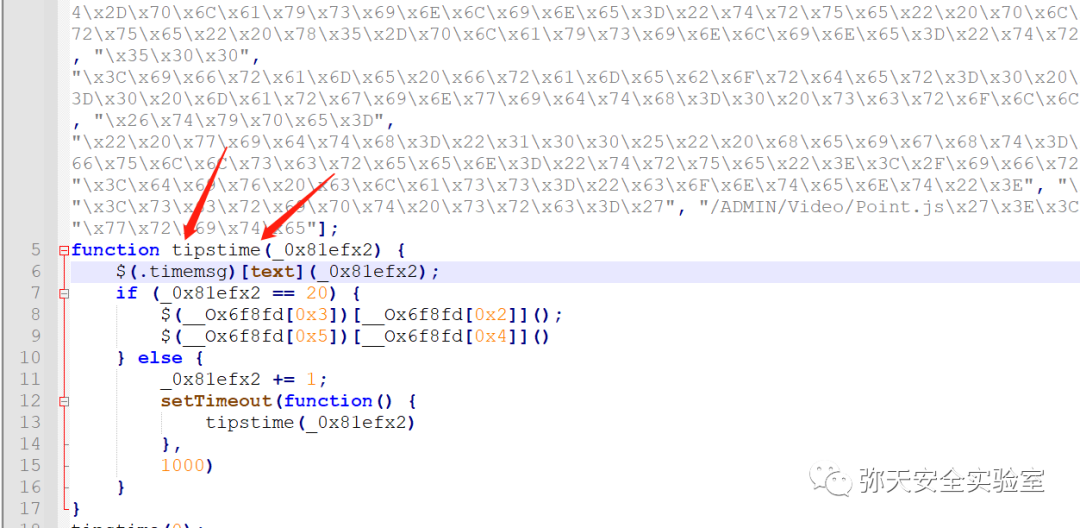 4\x2D\x70\x6C\x61\x79\x73\x69\x6E\x6C\x69\x6E\x65\x3D\x22\x74\x72\x75\x65\x22\x20\x70\x6C\
72\x75\x65\x22\x20\x78\x35\x2D\x70\x6C\x61\x79\x73\x69\x6E\x6C\x69\x6E\x65\x3D\x22\x74\x72
, "\x35\x30\x30",
"\x3C\x69\x66\x72\x61\x6D\x65\x20\x66\x72\x61\x6D\x65\x62\x6F\x72\x64\x65\x72\x3D\x30\x20\
3D\x30\x20\x6D\x61\x72\x67\x69\x6E\x77\x69\x64\x74\x68\x3D\x30\x20\x73\x63\x72\x6F\x6C\x6C
, "\x26\x74\x79\x70\x65\x3D",
"\x22\x20\x77\x69\x64\x74\x68\x3D\x22\x31\x30\x30\x25\x22\x20\x68\x65\x69\x67\x68\x74\x3D\
66\x75\x6C\x6C\x73\x63\x72\x65\x65\x6E\x3D\x22\x74\x72\x75\x65\x22\x3E\x3C\x2F\x69\x66\x72
"\x3C\x64\x69\x76\x20\x63\x6C\x61\x73\x73\x3D\x22\x63\x6F\x6E\x74\x65\x6E\x74\x22\x3E", "\
"\x3C\x73\x63\x72\x69\x70\x74\x20\x73\x72\x63\x3D\x27", "/ADMIN/Video/Point.js\x27\x3E\x3C
"\x77\x72\x69\x74\x65"];
5 function tipstime(_0x81efx2) {
6 $(.timemsg)[text](_0x81efx2);
7 if (_0x81efx2 == 20) {
8 $(__Ox6f8fd[0x3])[__Ox6f8fd[0x2]]();
9 $(__Ox6f8fd[0x5])[__Ox6f8fd[0x4]]()
10 } else {
11 _0x81efx2 += 1;
12 setTimeout(function() {
13 tipstime(_0x81efx2)
14 },
15 1000)
16 }
17 }
18 tipstime(0);
弥天安全实验室